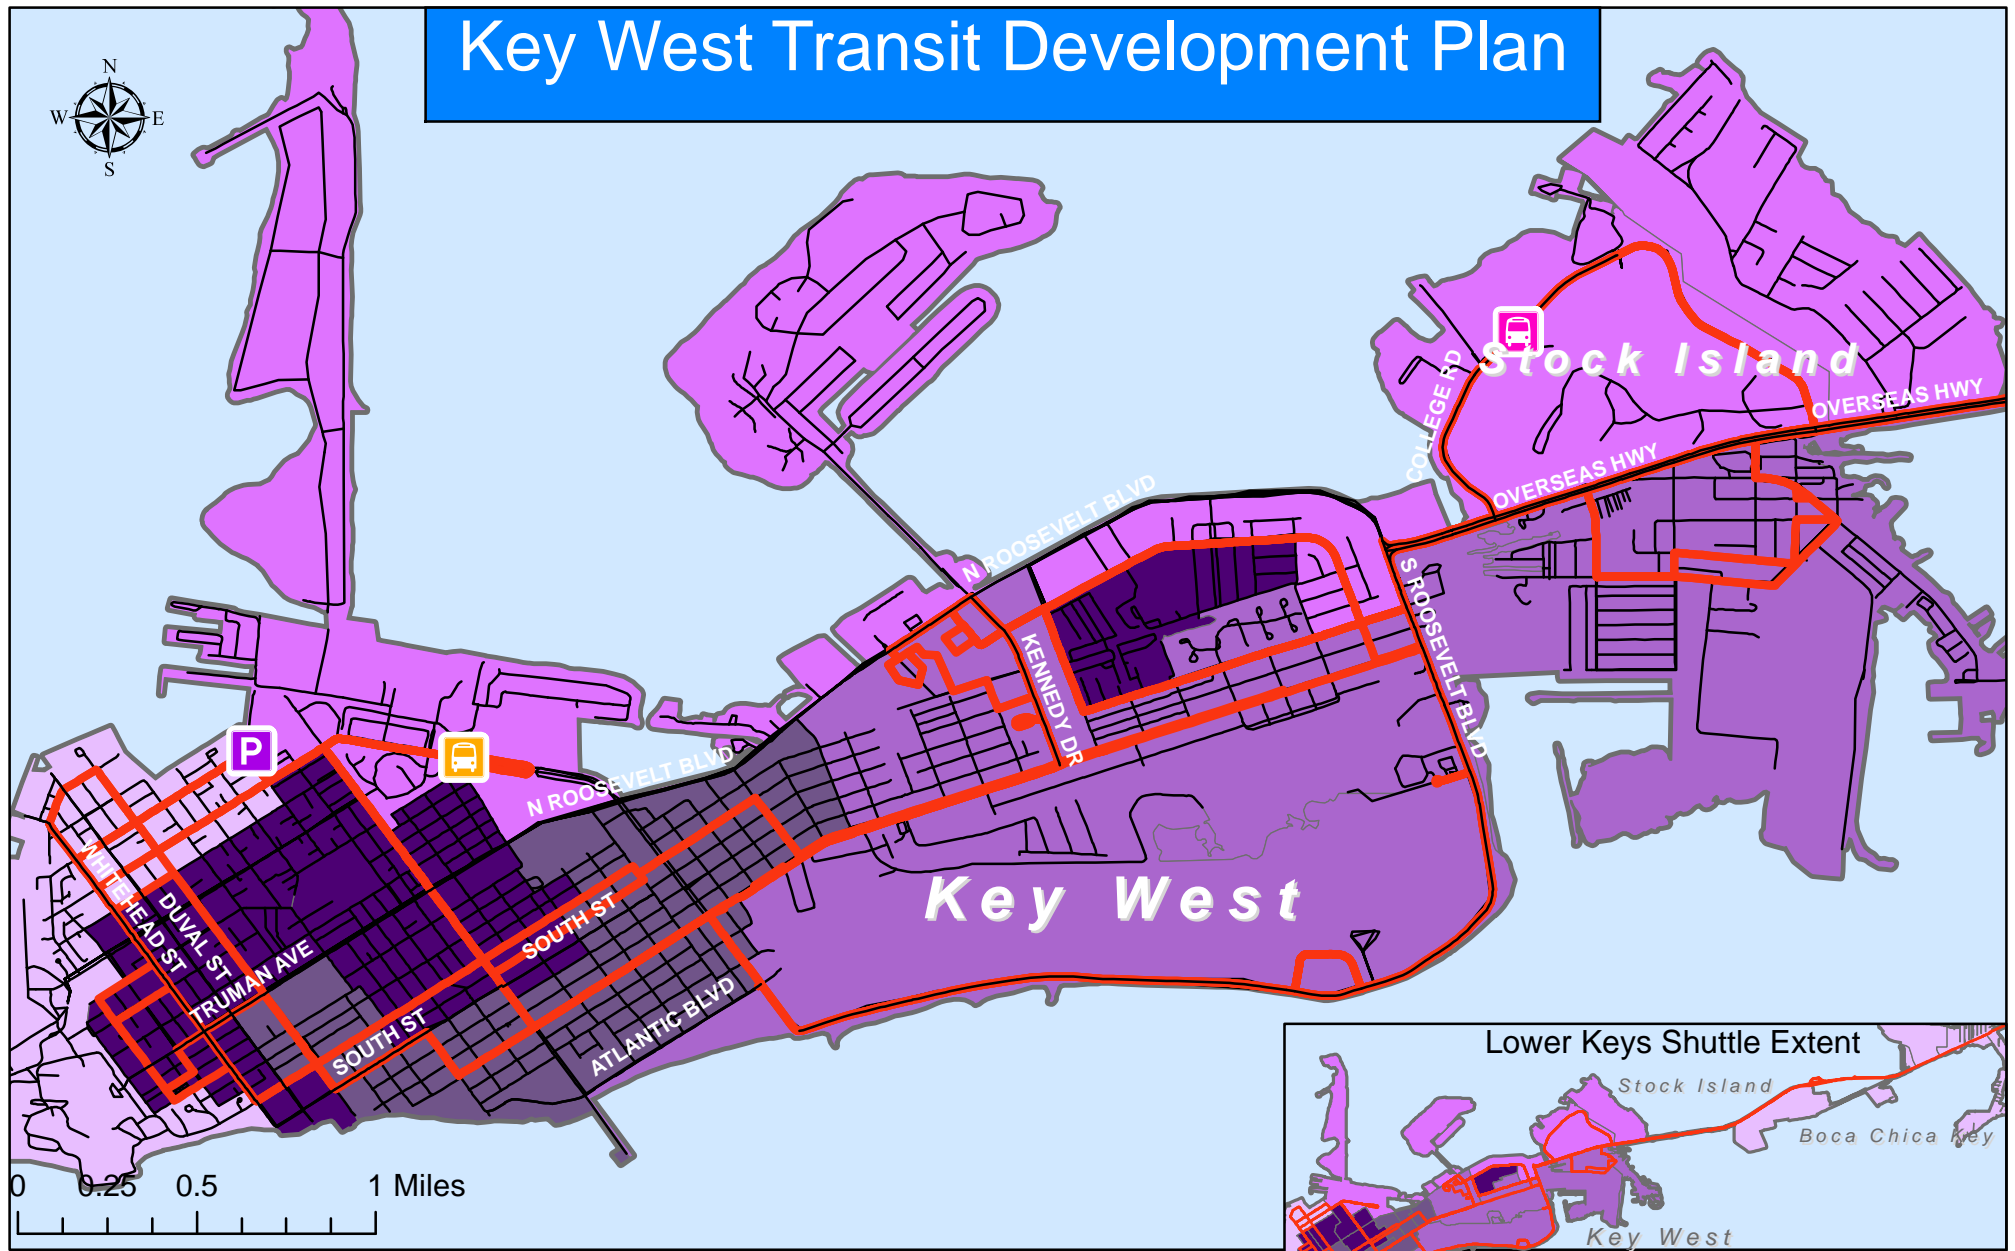 Key West Transit Development Plan
N
W E
S
Stock Island
COLLEGE RD
OVERSEAS HWY
OVERSEAS HWY
N ROOSEVELT BLVD
S ROOSEVELT BLVD
KENNEDY DR
P
N ROOSEVELT BLVD
Key West
WHITEHEAD ST
DUVAL ST
TRUMAN AVE
SOUTH ST
SOUTH ST
ATLANTIC BLVD
0 0.25 0.5 1 Miles
Lower Keys Shuttle Extent
Stock Island
Boca Chica Key
Key West